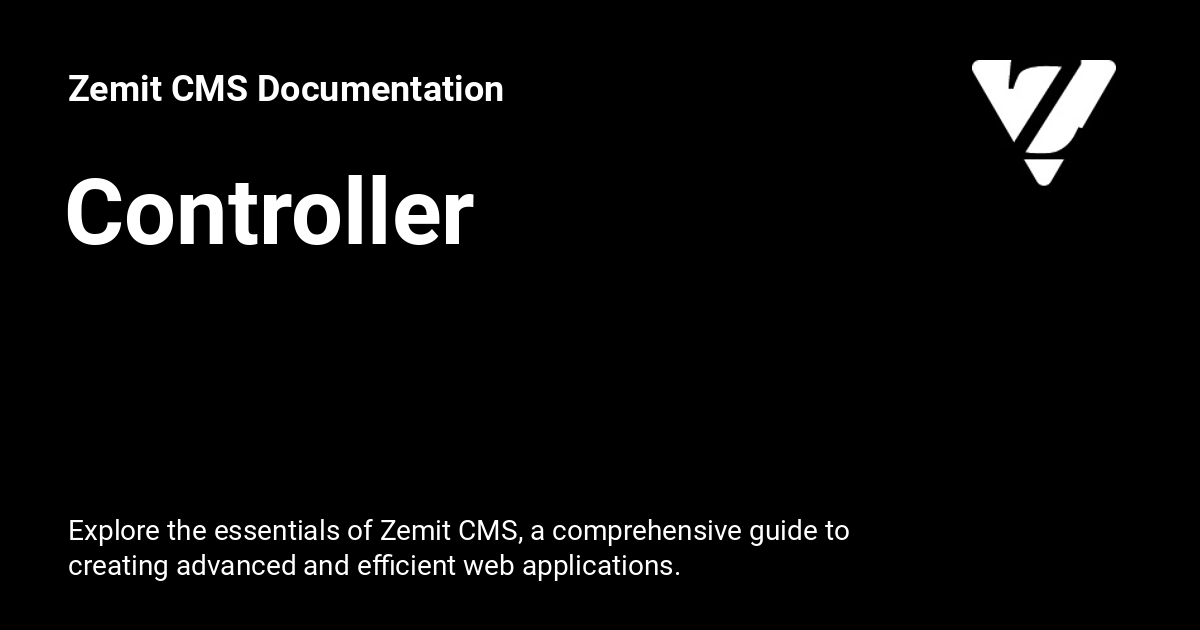 Zemit CMS Documentation
Controller
Explore the essentials of Zemit CMS, a comprehensive guide to
creating advanced and efficient web applications.